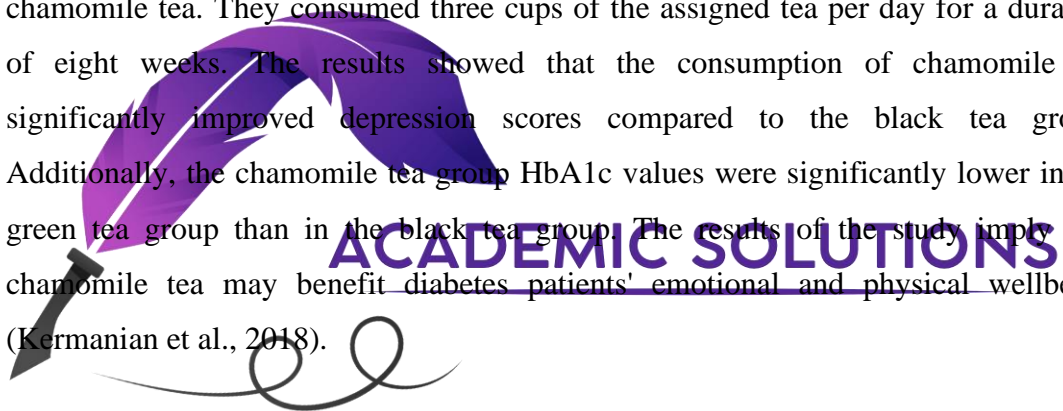 chamomile tea. They consumed three cups of the assigned tea per day for a dura
of eight weeks. The results showed that the consumption of chamomile
significantly improved depression scores compared to the black tea gro
Additionally, the chamomile tea group HbA1c values were significantly lower in
green tea group than in the black tea group. The results of the study imply
ACADEMIC SOLUTIONS
chamomile tea may benefit diabetes patients' emotional and physical wellbe
(Kermanian et al., 2018).